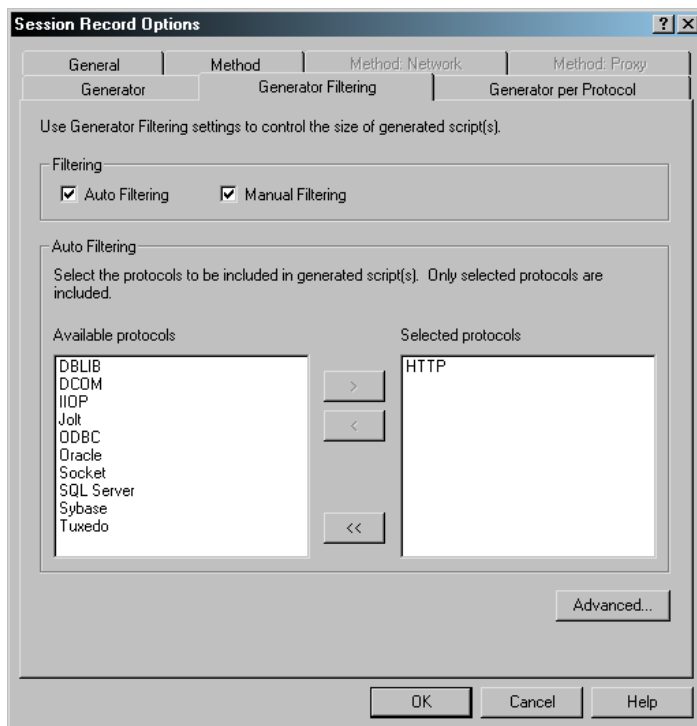 Session Record Options
? X
General Method Method: Network Method: Proxy
Generator Generator Filtering Generator per Protocol
Use Generator Filtering settings to control the size of generated script(s).
Filtering
Auto Filtering Manual Filtering
Auto Filtering
Select the protocols to be included in generated script(s). Only selected protocols are
included.
Available protocols
DBLIB
DCOM
IIOP
Jolt
ODBC
Oracle
Socket
SQL Server
Sybase
Tuxedo
>
<
<<
Selected protocols
HTTP
Advanced...
OK Cancel Help